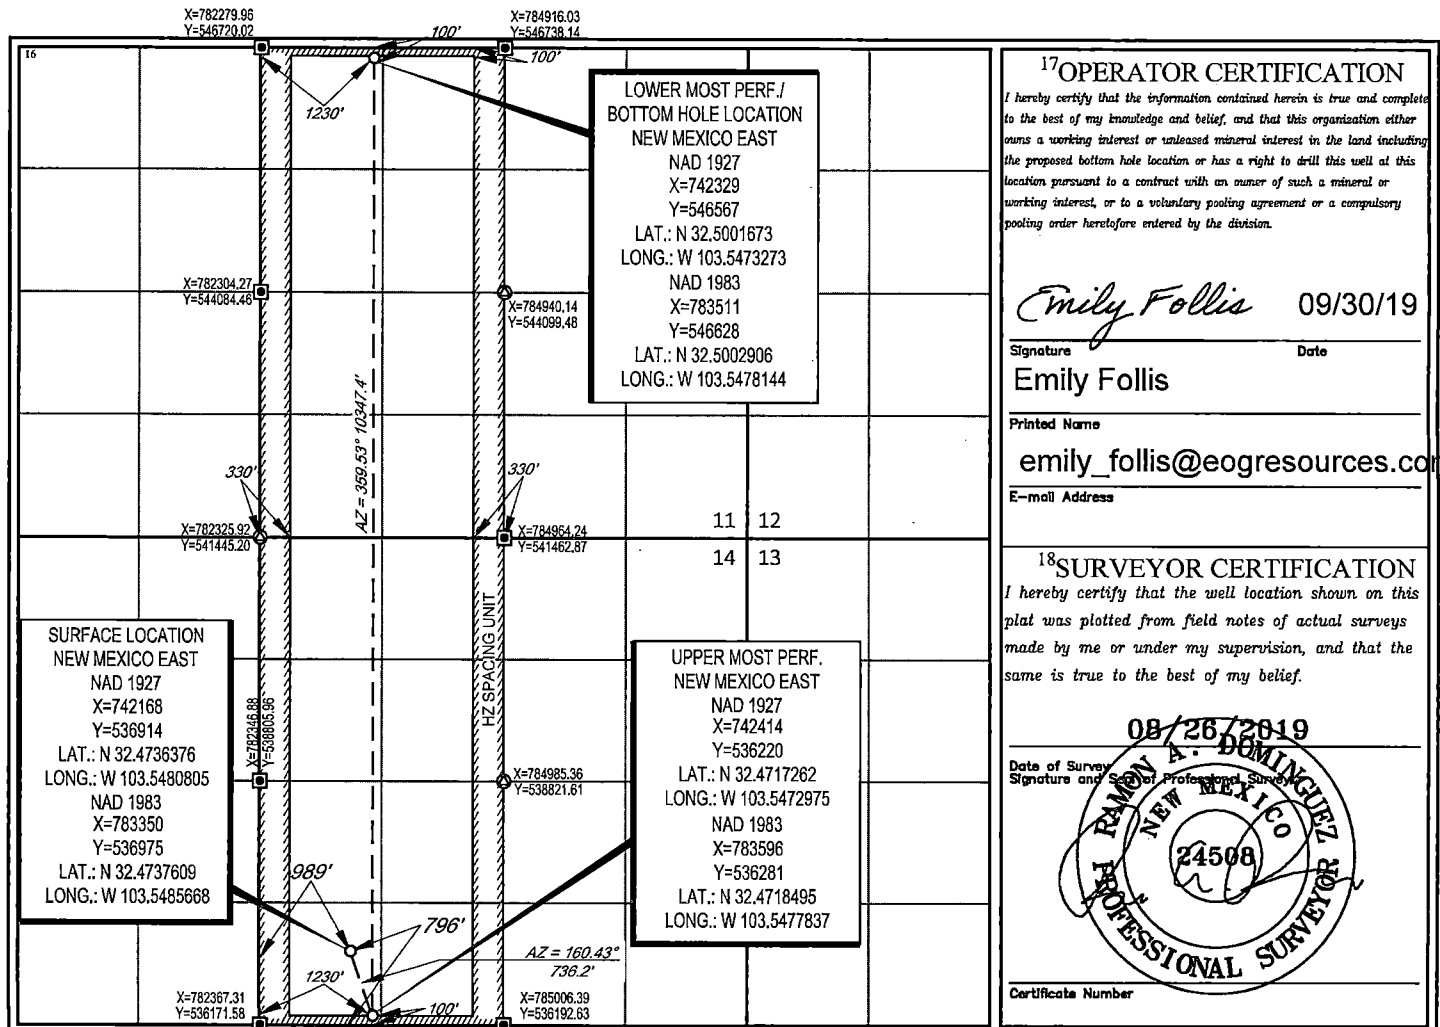 X=782279.95
Y=546720.02
X=784916.03
Y=546738.14
100'
100'
16
1230'
LOWER MOST PERF./
BOTTOM HOLE LOCATION
NEW MEXICO EAST
NAD 1927
X=742329
Y=546567
LAT.: N 32.5001673
LONG.: W 103.5473273
NAD 1983
X=783511
Y=546628
LAT.: N 32.5002906
LONG.: W 103.5478144
X=782304.27
Y=544084.46
X=784940.14
Y=544099.48
AZ = 359.53° 10347.4'
330'
330'
X=782325.92
Y=541445.20
X=784964.24
Y=541462.87
11 12
14 13
HZ SPACING UNIT
SURFACE LOCATION
NEW MEXICO EAST
NAD 1927
X=742168
Y=536914
LAT.: N 32.4736376
LONG.: W 103.5480805
NAD 1983
X=783350
Y=536975
LAT.: N 32.4737609
LONG.: W 103.5485668
X=782346.88
Y=538805.96
X=784985.36
Y=538821.61
UPPER MOST PERF.
NEW MEXICO EAST
NAD 1927
X=742414
Y=536220
LAT.: N 32.4717262
LONG.: W 103.5472975
NAD 1983
X=783596
Y=536281
LAT.: N 32.4718495
LONG.: W 103.5477837
989'
796'
AZ = 160.43°
736.2'
1230'
100'
X=782367.31
Y=536171.58
X=785006.39
Y=536192.63
17 OPERATOR CERTIFICATION
I hereby certify that the information contained herein is true and complete
to the best of my knowledge and belief, and that this organization either
owns a working interest or unleased mineral interest in the land including
the proposed bottom hole location or has a right to drill this well at this
location pursuant to a contract with an owner of such a mineral or
working interest, or to a voluntary pooling agreement or a compulsory
pooling order heretofore entered by the division.
Emily Follis 09/30/19
Signature Date
Emily Follis
Printed Name
emily_follis@eogresources.com
E-mail Address
18 SURVEYOR CERTIFICATION
I hereby certify that the well location shown on this
plat was plotted from field notes of actual surveys
made by me or under my supervision, and that the
same is true to the best of my belief.
08/26/2019
Date of Survey
Signature and Seal of Professional Surveyor
RAMON A. DOMINGUEZ
NEW MEXICO
24508
PROFESSIONAL SURVEYOR
Certificate Number